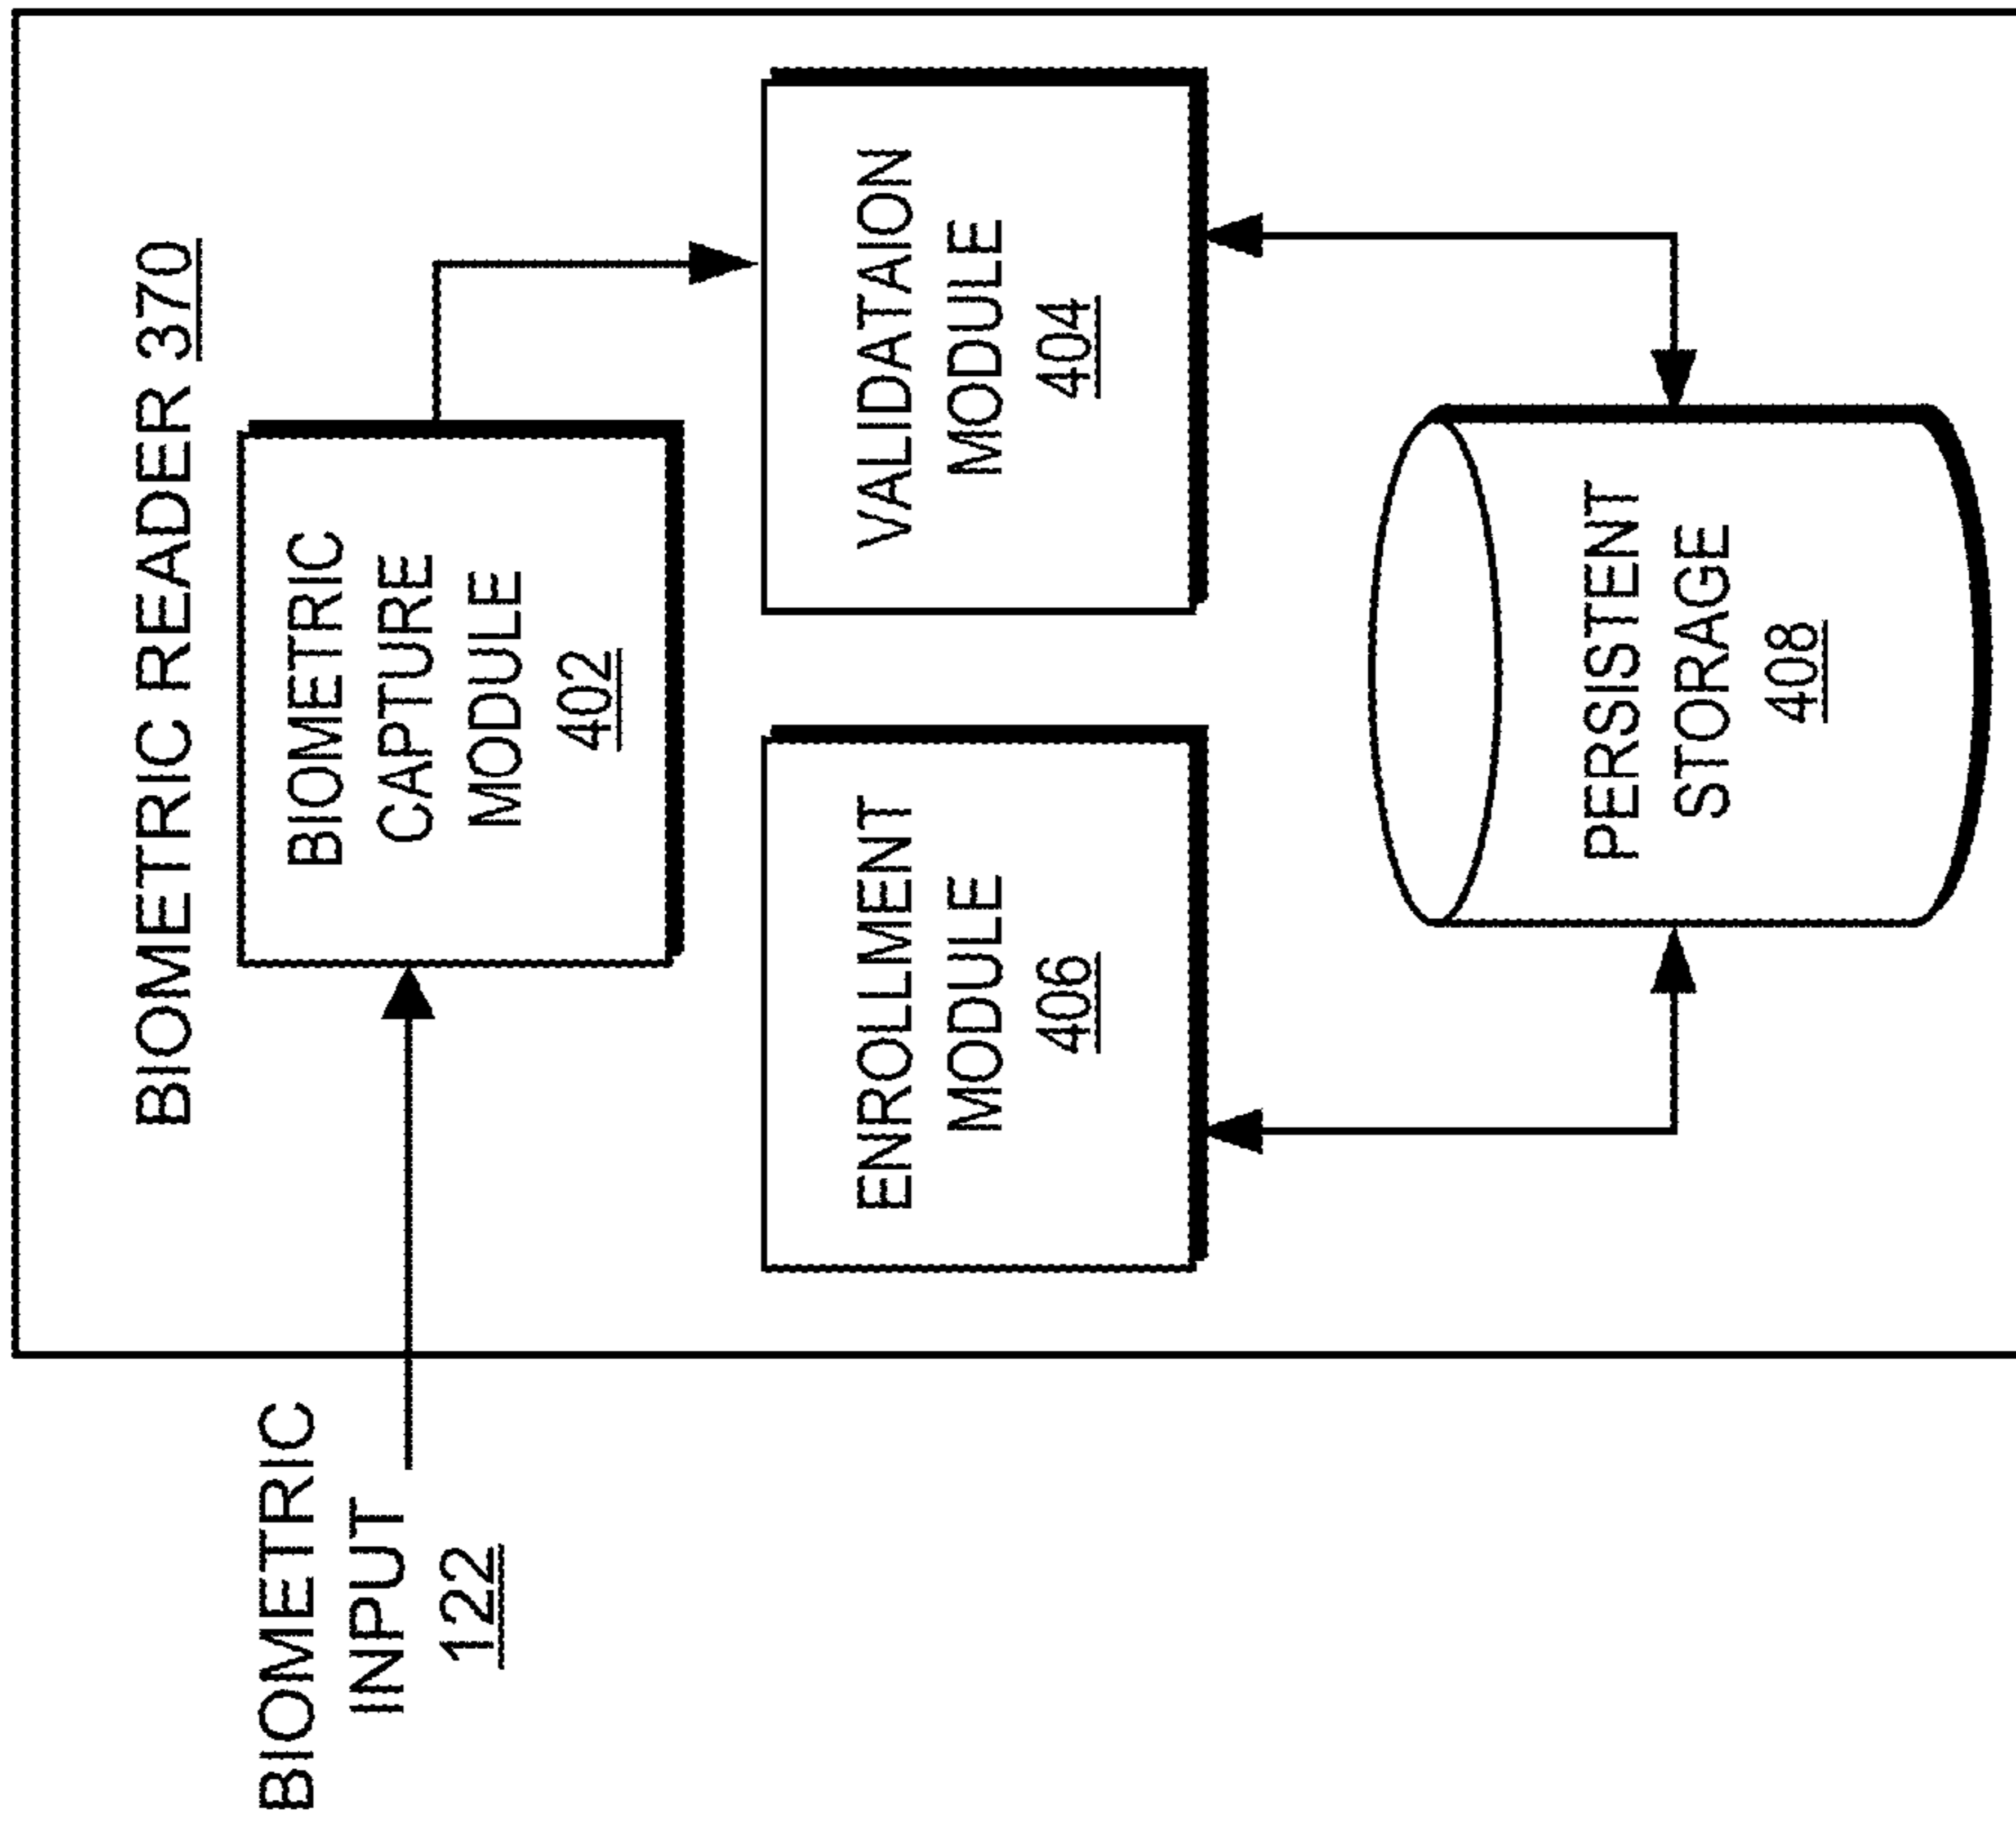 BIOMETRIC READER 370
BIOMETRIC
INPUT
122
BIOMETRIC
CAPTURE
MODULE
402
ENROLLMENT
MODULE
406
VALIDATAION
MODULE
404
PERSISTENT
STORAGE
408